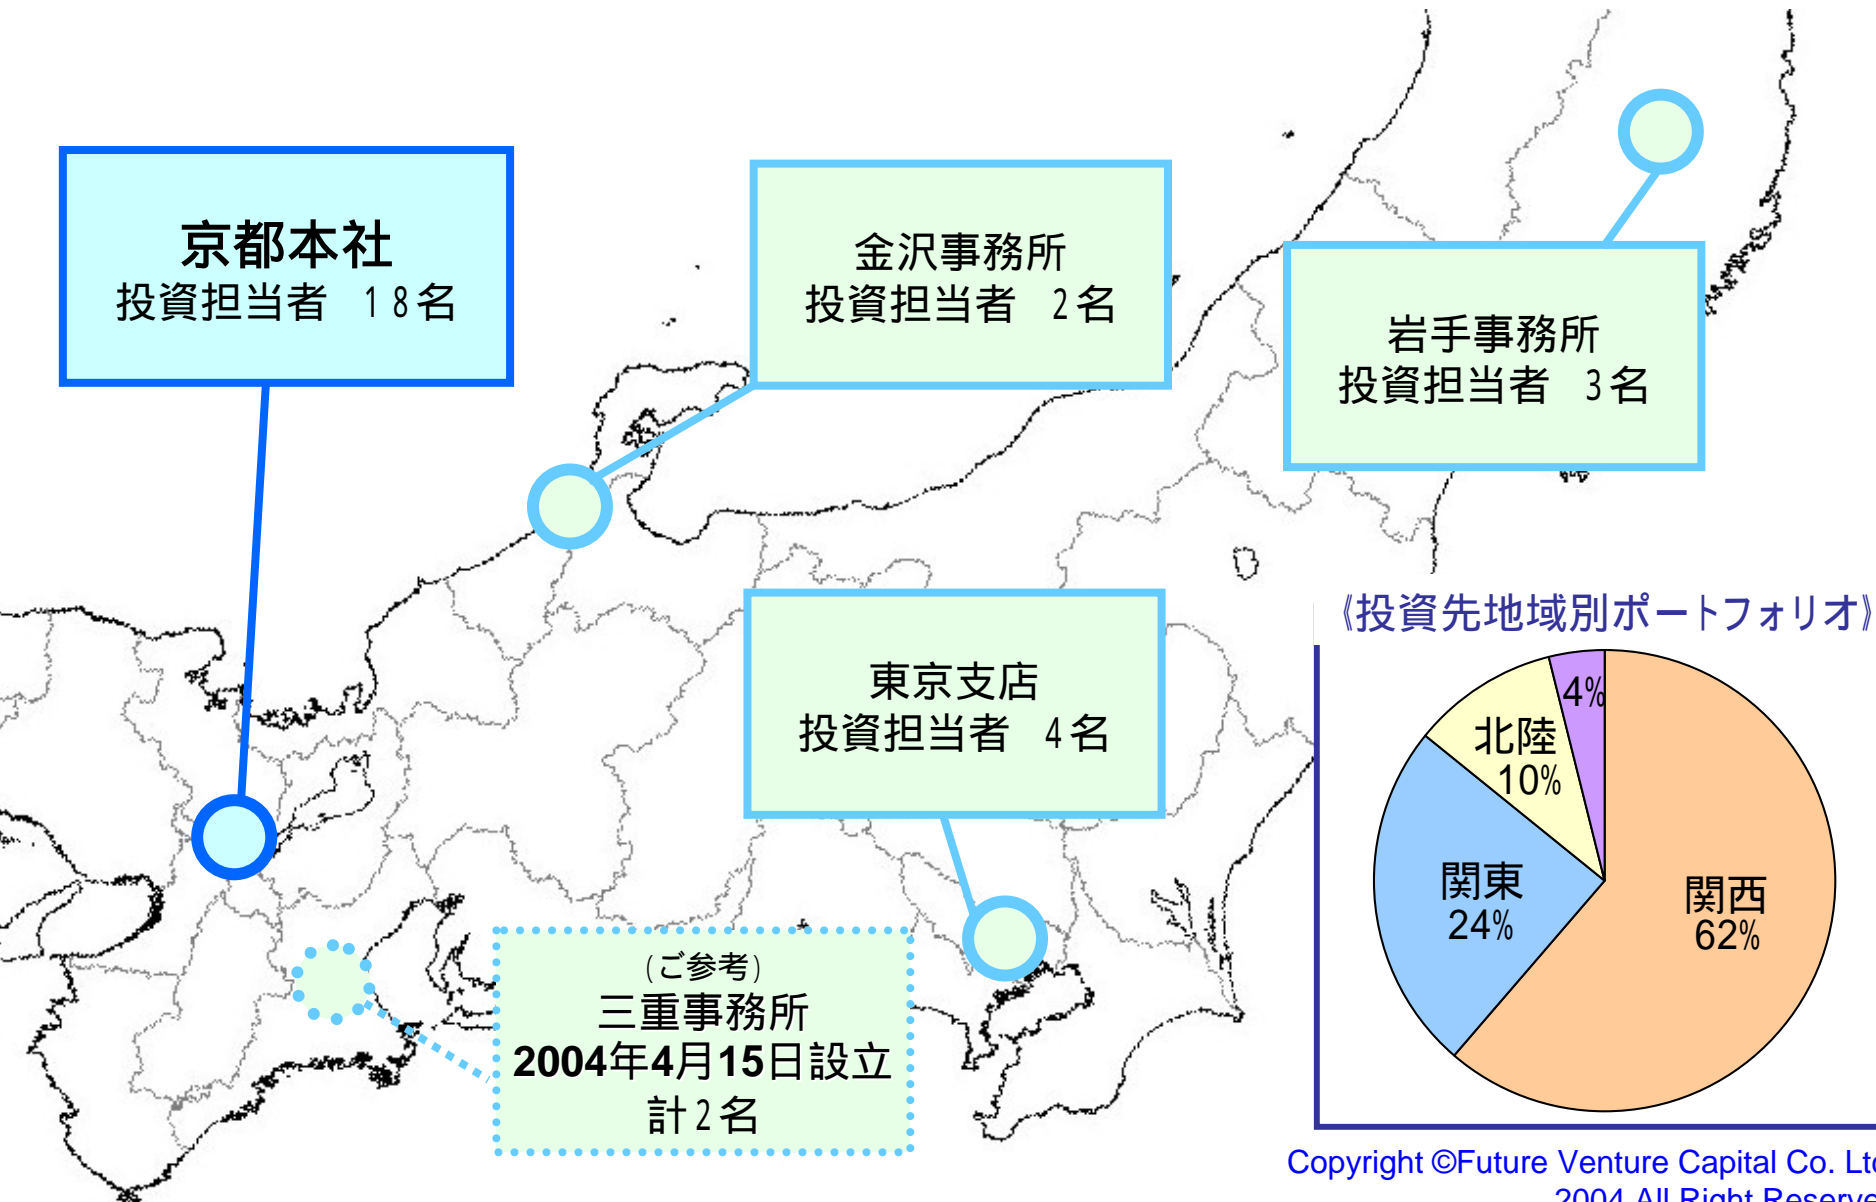 京都本社
投資担当者 18名
金沢事務所
投資担当者 2名
岩手事務所
投資担当者 3名
東京支店
投資担当者 4名
(ご参考)
三重事務所
2004年4月15日設立
計2名
《投資先地域別ポートフォリオ》
4%
北陸
10%
関東
24%
関西
62%
Copyright ©Future Venture Capital Co. Ltd
2004 All Right Reserve